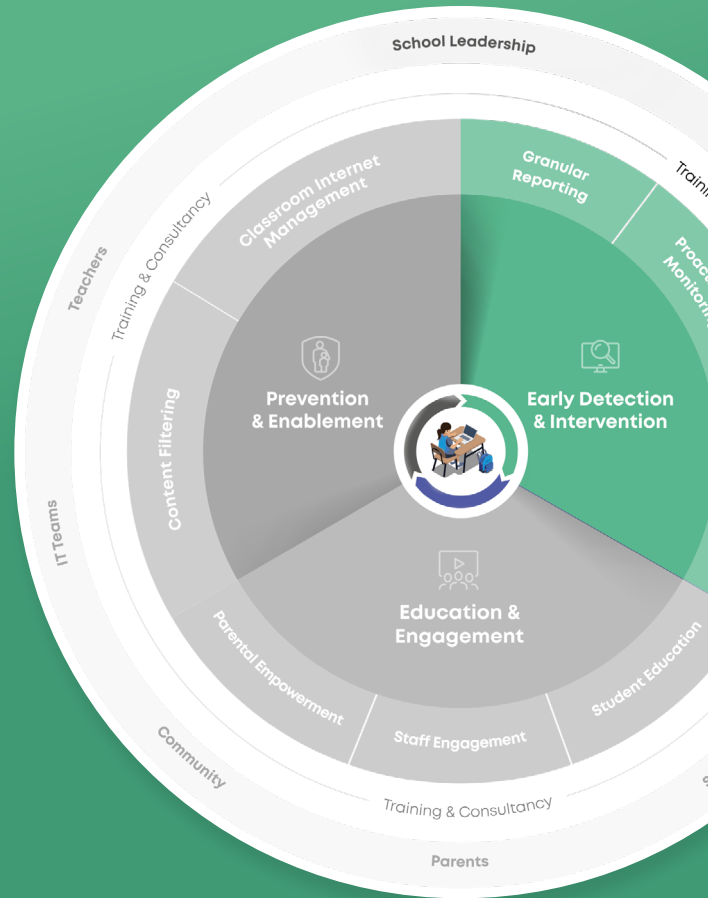 School Leadership
Teachers
IT Teams
Community
Parents
Training & Consultancy
Training & Consultancy
Classroom Internet
Management
Content Filtering
Granular
Reporting
Prevention
& Enablement
Early Detection
& Intervention
Education &
Engagement
Parental Empowerment
Staff Engagement
Student Education